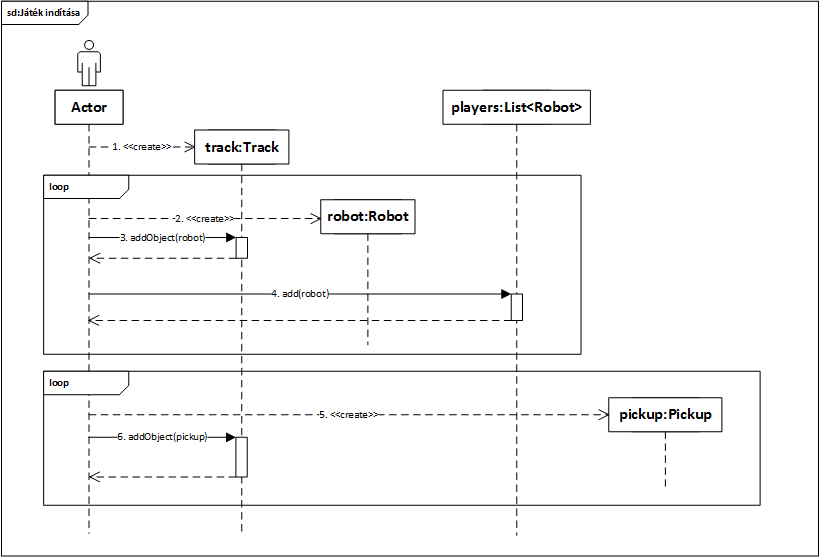 sd:Játék indítása
Actor
players:List<Robot>
1. <<create>>
track:Track
loop
2. <<create>>
robot:Robot
3. addObject(robot)
4. add(robot)
loop
5. <<create>>
pickup:Pickup
6. addObject(pickup)